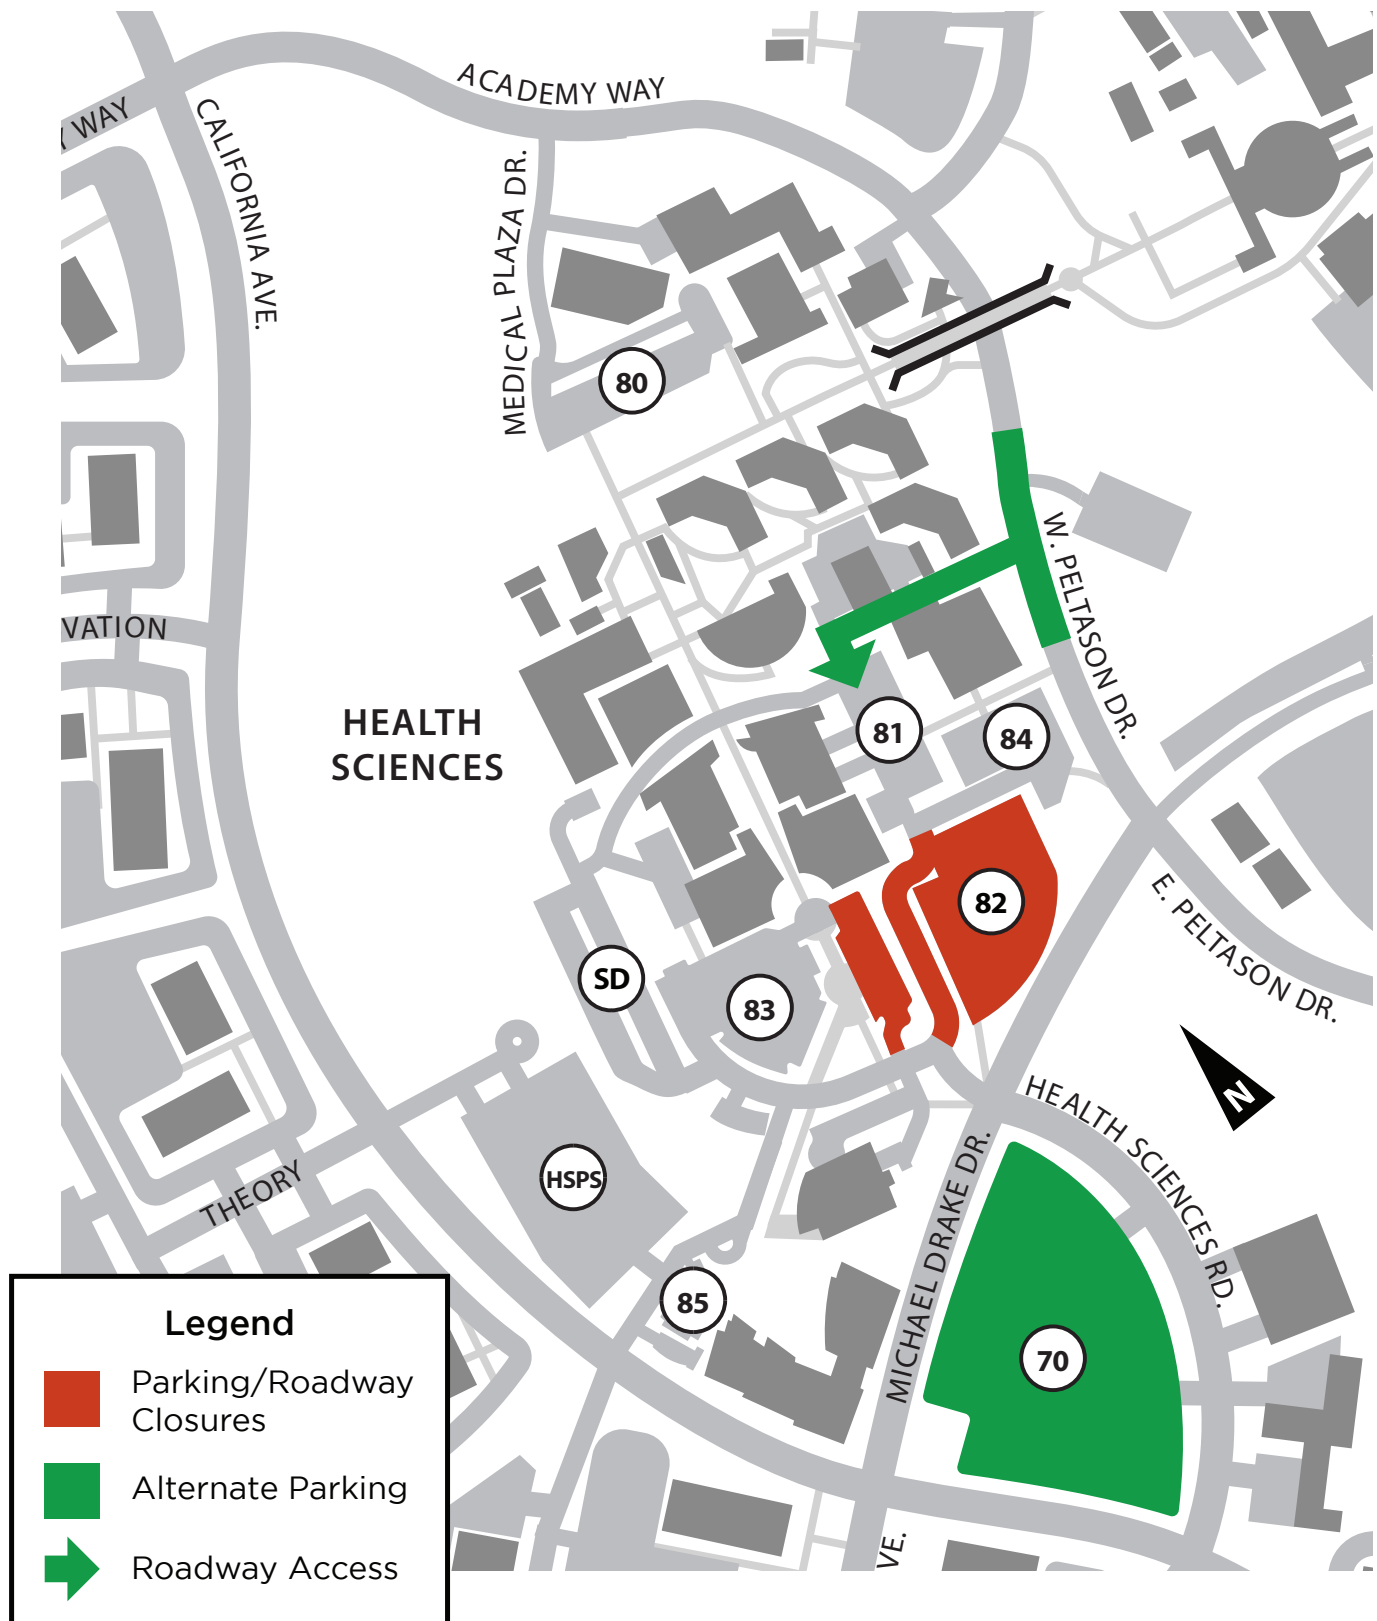 ACADEMY WAY
Y WAY
CALIFORNIA AVE.
MEDICAL PLAZA DR.
80
W. PELTASON DR.
VATION
HEALTH
SCIENCES
81
84
82
E. PELTASON DR.
SD
83
N
HEALTH SCIENCES RD.
MICHAEL DRAKE DR.
THEORY
HSPS
85
70
VE.
Legend
Parking/Roadway
Closures
Alternate Parking
Roadway Access